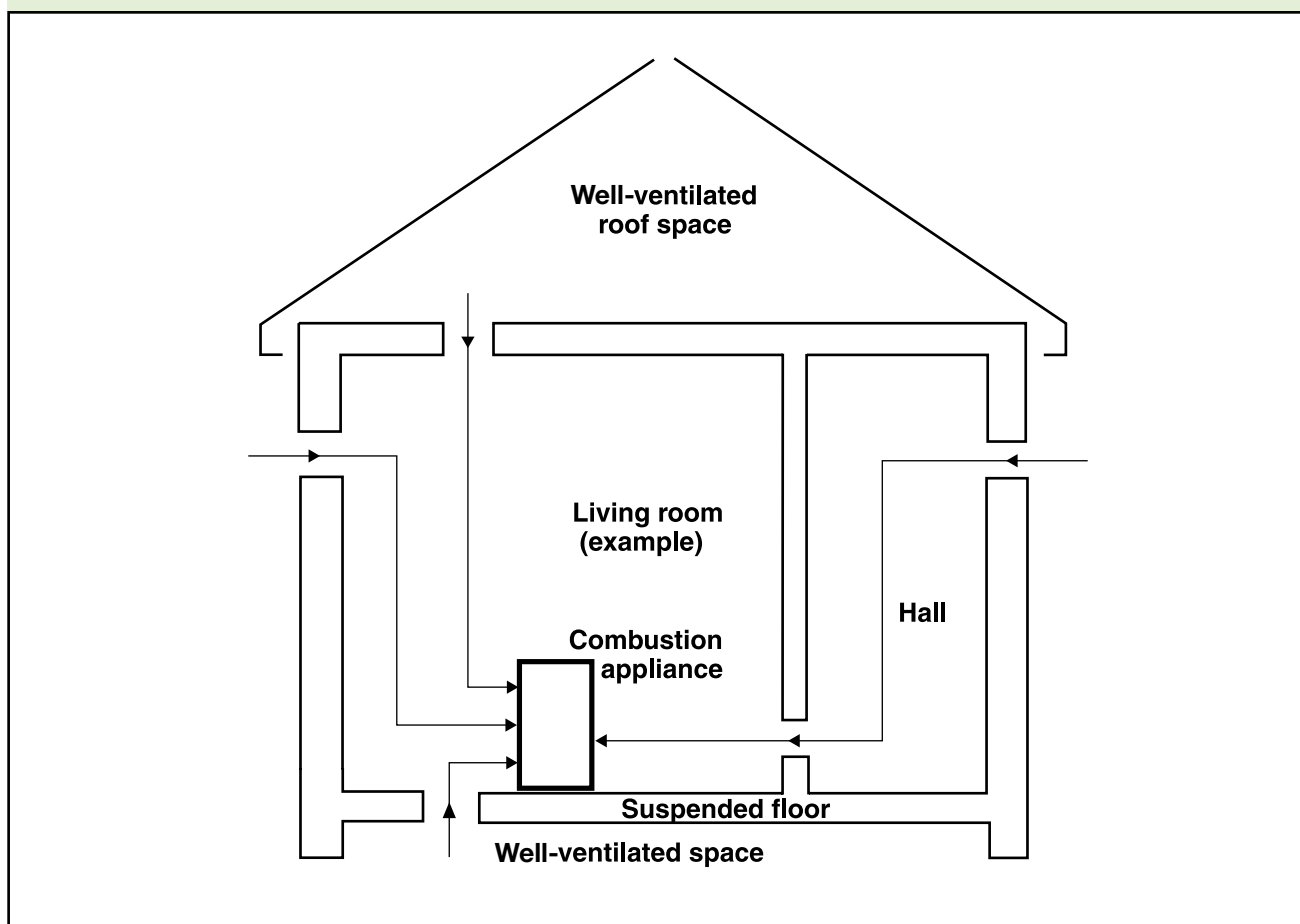 Well-ventilated
roof space
Living room
(example)
Hall
Combustion
appliance
Suspended floor
Well-ventilated space